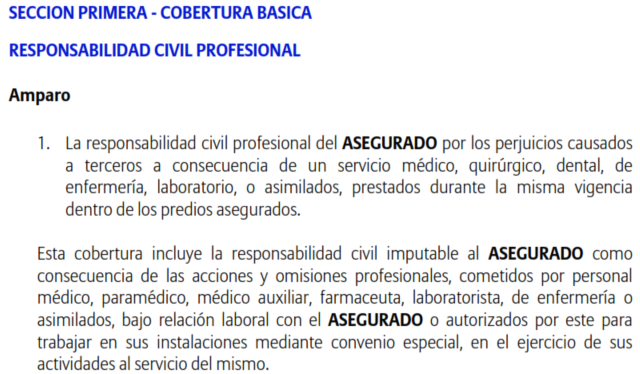 SECCION PRIMERA - COBERTURA BASICA
RESPONSABILIDAD CIVIL PROFESIONAL
Amparo
1. La responsabilidad civil profesional del ASEGURADO por los perjuicios causados
a terceros a consecuencia de un servicio médico, quirúrgico, dental, de
enfermería, laboratorio, o asimilados, prestados durante la misma vigencia
dentro de los predios asegurados.
Esta cobertura incluye la responsabilidad civil imputable al ASEGURADO como
consecuencia de las acciones y omisiones profesionales, cometidos por personal
médico, paramédico, médico auxiliar, farmaceuta, laboratorista, de enfermería o
asimilados, bajo relación laboral con el ASEGURADO o autorizados por este para
trabajar en sus instalaciones mediante convenio especial, en el ejercicio de sus
actividades al servicio del mismo.